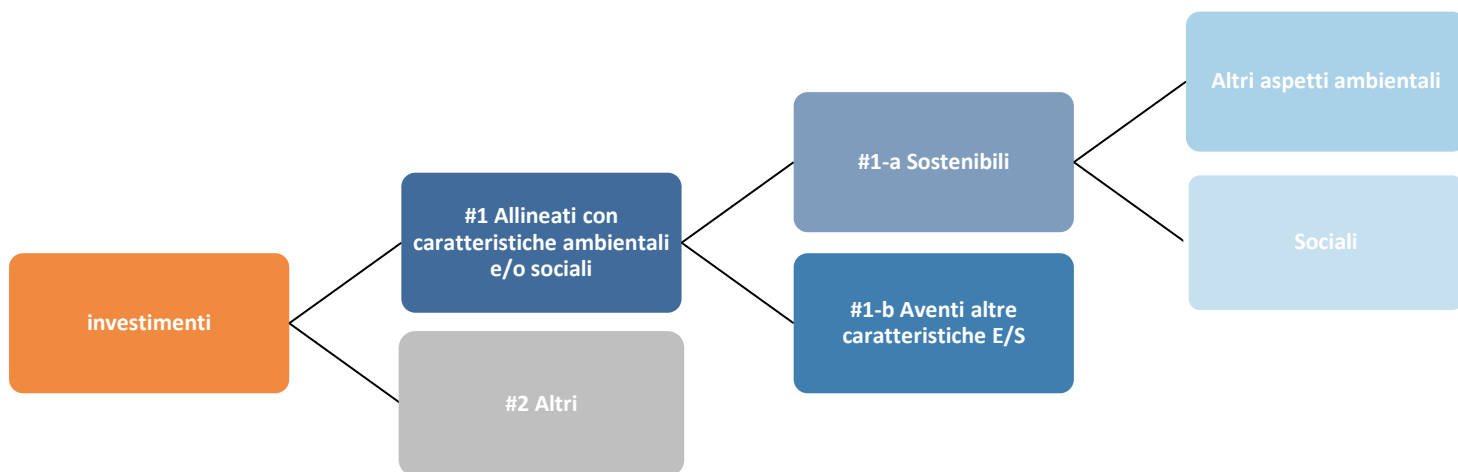 investimenti
#1 Allineati con
caratteristiche ambientali
e/o sociali
#2 Altri
#1-a Sostenibili
#1-b Aventi altre
caratteristiche E/S
Altri aspetti ambientali
Sociali